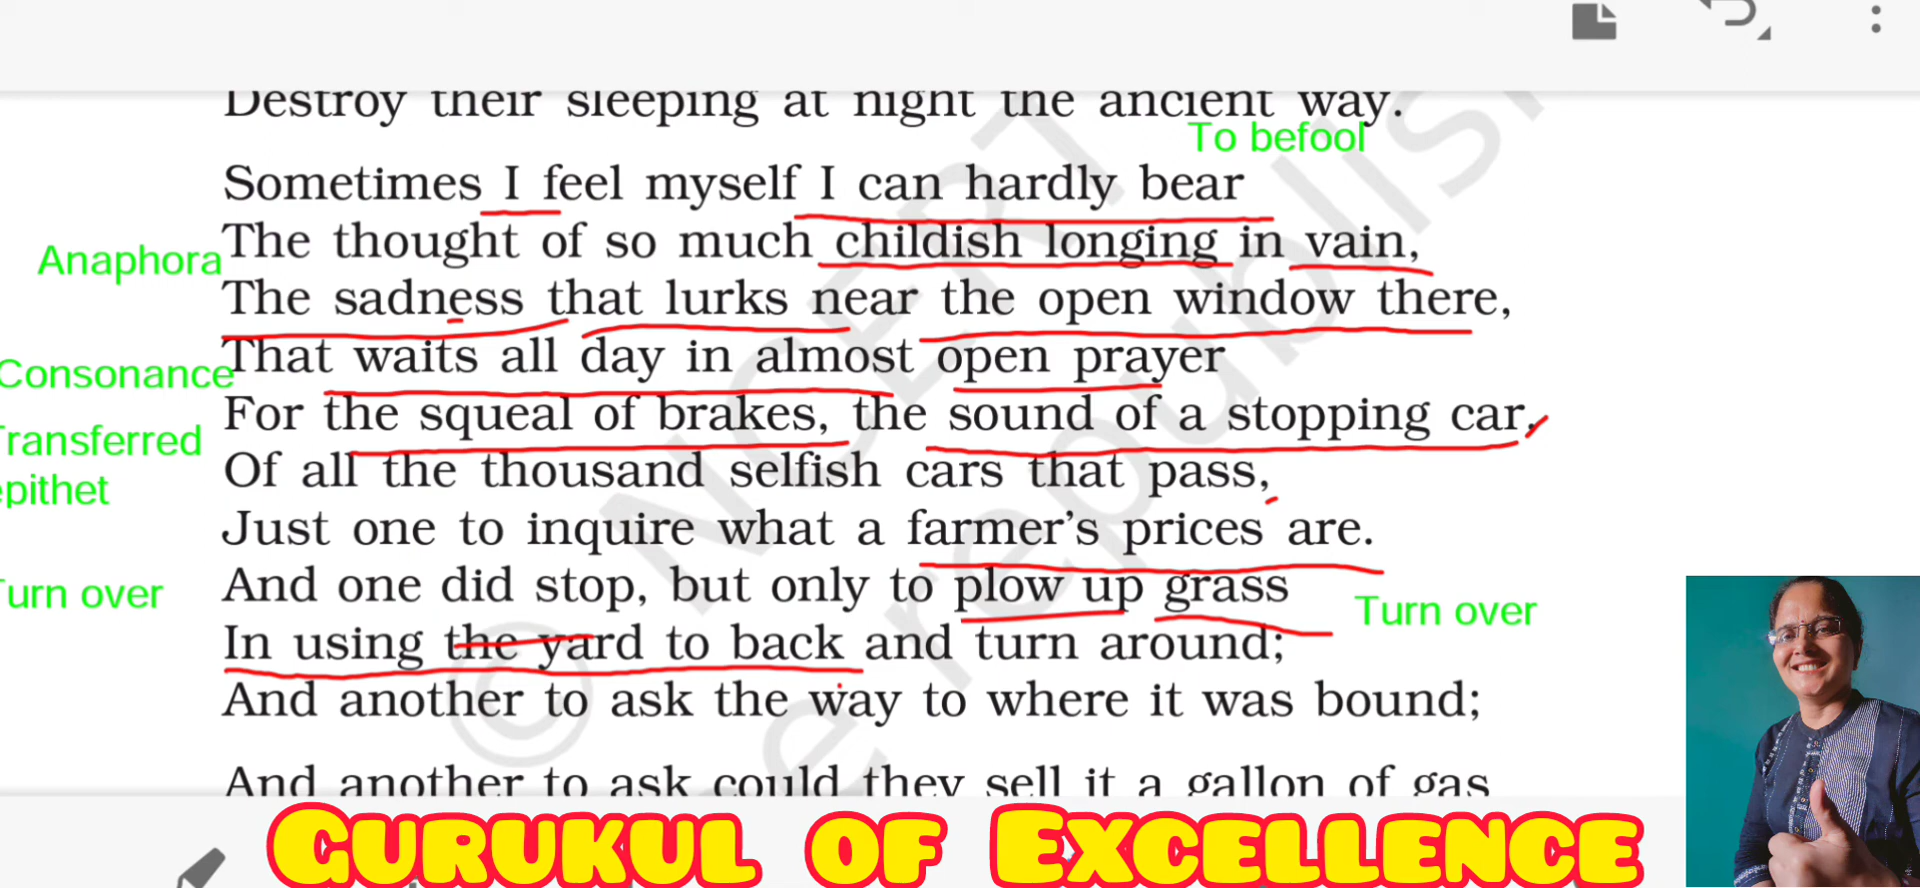 Destroy their sleeping at night the ancient way.
To befool
Sometimes I feel myself I can hardly bear
The thought of so much childish longing in vain,
Anaphora
The sadness that lurks near the open window there,
That waits all day in almost open prayer
Consonance
For the squeal of brakes, the sound of a stopping car,
Transferred
Of all the thousand selfish cars that pass,
epithet
Just one to inquire what a farmer's prices are.
And one did stop, but only to plow up grass
Turn over
Turn over
In using the yard to back and turn around;
And another to ask the way to where it was bound;
And another to ask could they sell it a gallon of gas
© NCERT
republish
GURUKUL OF EXCELLENCE